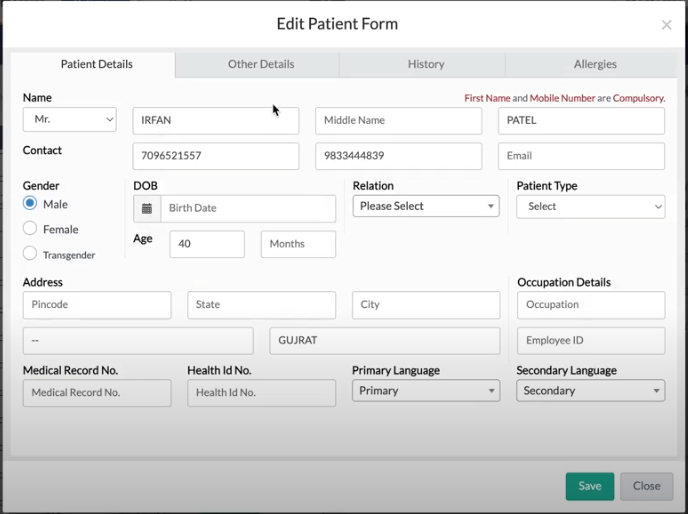 Edit Patient Form ×
Patient Details Other Details History Allergies
Name First Name and Mobile Number are Compulsory.
Mr. IRFAN Middle Name PATEL
Contact 7096521557 9833444839 Email
Gender DOB Relation Patient Type
Male Birth Date Please Select Select
Female
Age 40 Months
Transgender
Address Occupation Details
Pincode State City Occupation
-- GUJRAT Employee ID
Medical Record No. Health Id No. Primary Language Secondary Language
Medical Record No. Health Id No. Primary Secondary
Save Close